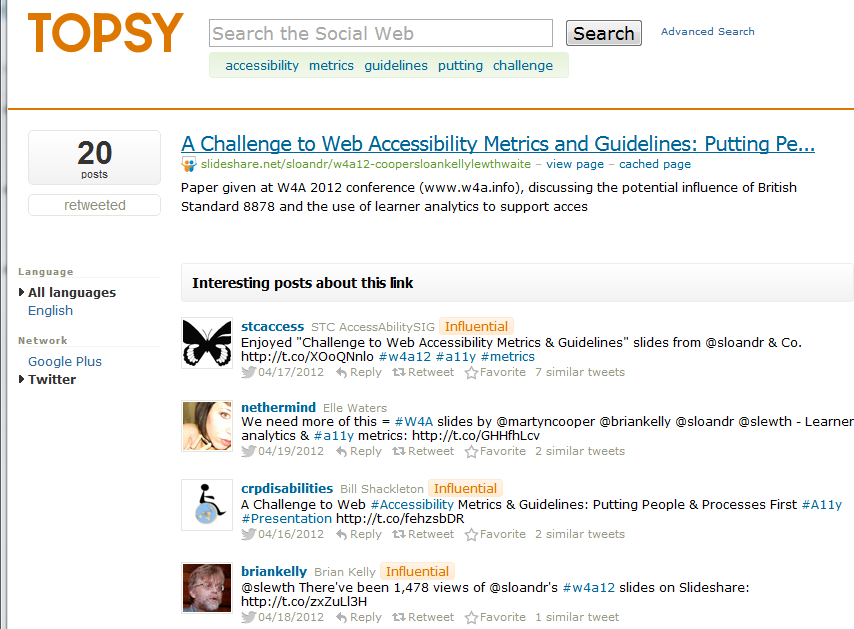 TOPSY
Search the Social Web
Search
Advanced Search
accessibility metrics guidelines putting challenge
20
posts
retweeted
A Challenge to Web Accessibility Metrics and Guidelines: Putting Pe...
slideshare.net/sloandr/w4a12-coopersloankellylewthwaite – view page – cached page
Paper given at W4A 2012 conference (www.w4a.info), discussing the potential influence of British
Standard 8878 and the use of learner analytics to support acces
Language
All languages
English
Network
Google Plus
Twitter
Interesting posts about this link
stcaccess STC AccessAbilitySIG Influential
Enjoyed "Challenge to Web Accessibility Metrics & Guidelines" slides from @sloandr & Co.
http://t.co/XOoQNnlo #w4a12 #a11y #metrics
04/17/2012 Reply Retweet Favorite 7 similar tweets
nethermind Elle Waters
We need more of this = #W4A slides by @martyncooper @briankelly @sloandr @slewth - Learner
analytics & #a11y metrics: http://t.co/GHHfhLcv
04/19/2012 Reply Retweet Favorite 2 similar tweets
crpdisabilities Bill Shackleton Influential
A Challenge to Web #Accessibility Metrics & Guidelines: Putting People & Processes First #A11y
#Presentation http://t.co/fehzsbDR
04/16/2012 Reply Retweet Favorite 2 similar tweets
briankelly Brian Kelly Influential
@slewth There've been 1,478 views of @sloandr's #w4a12 slides on Slideshare:
http://t.co/zxZuLl3H
04/18/2012 Reply Retweet Favorite 1 similar tweet